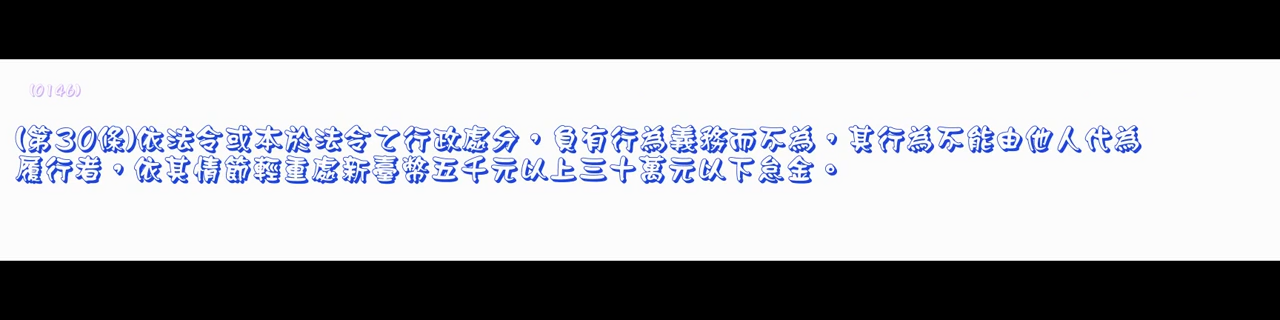 (0146)
(第30條)依法令或本於法令之行政處分，負有行為義務而不為，其行為不能由他人代為
履行者，依其情節輕重處新臺幣五千元以上三十萬元以下怠金。